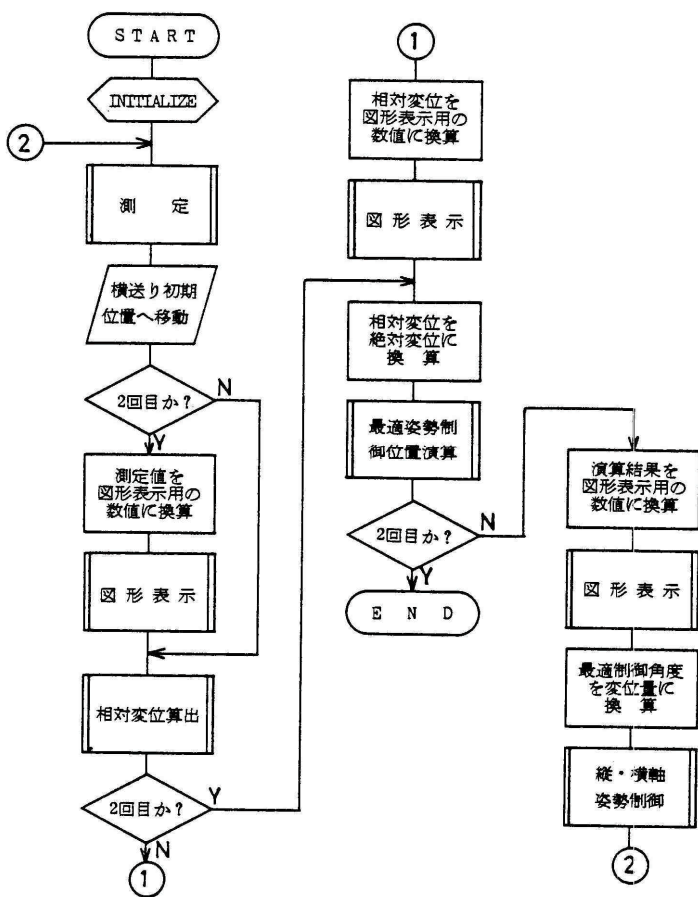 START
INITIALIZE
②
測 定
横送り初期
位置へ移動
2回目か?
N
Y
測定値を
図形表示用の
数値に換算
図形表示
相対変位算出
2回目か?
Y
N
①
①
相対変位を
図形表示用の
数値に換算
図形表示
相対変位を
絶対変位に
換 算
最適姿勢制
御位置演算
2回目か?
N
Y
END
演算結果を
図形表示用の
数値に換算
図形表示
最適制御角度
を変位量に
換 算
縦・横軸
姿勢制御
②